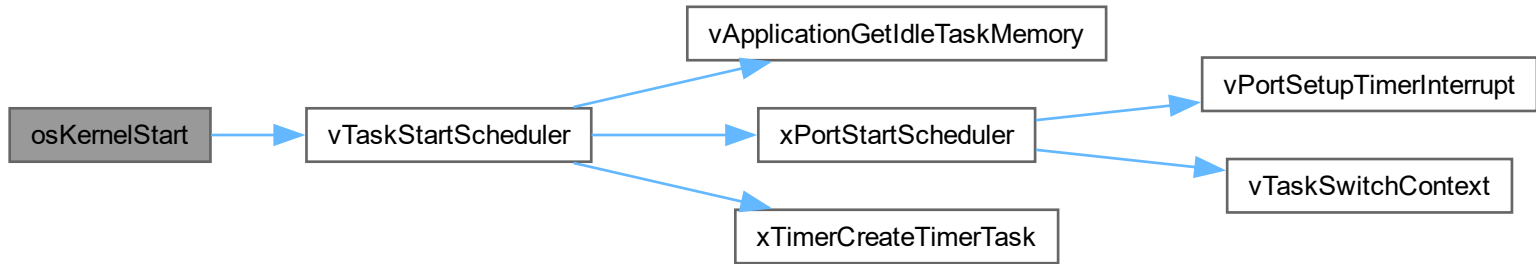 osKernelStart
vTaskStartScheduler
vApplicationGetIdleTaskMemory
xPortStartScheduler
xTimerCreateTimerTask
vPortSetupTimerInterrupt
vTaskSwitchContext